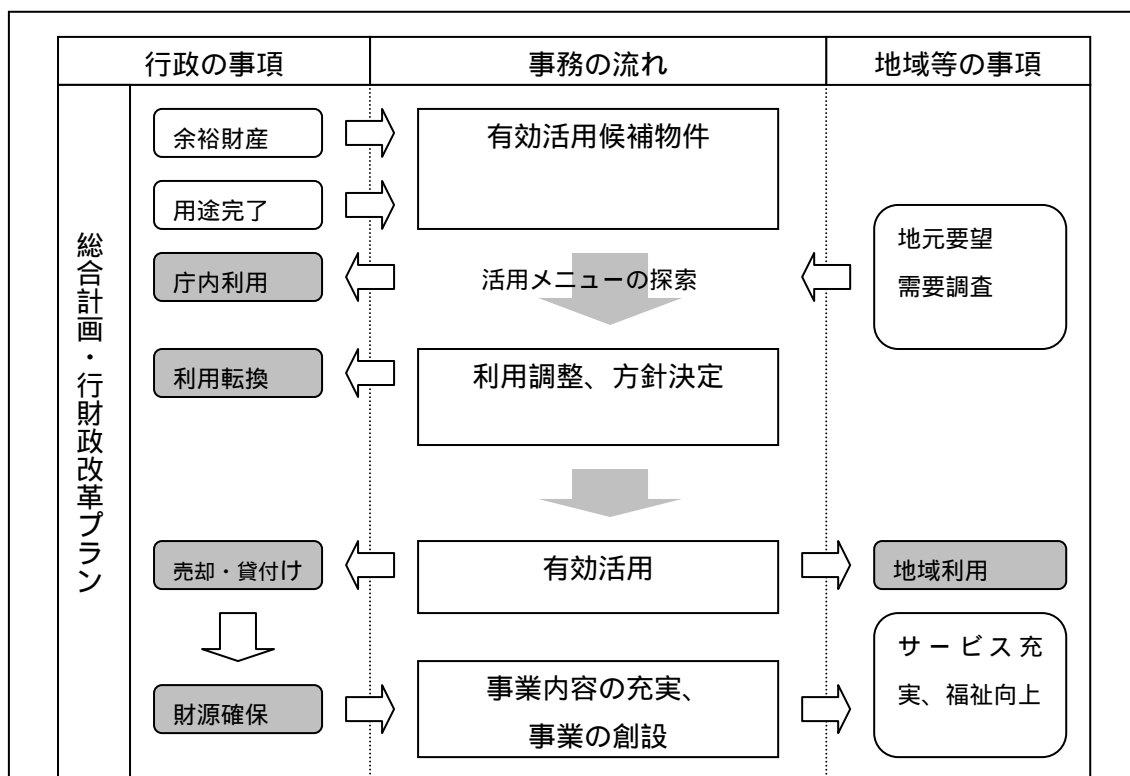 行政の事項
事務の流れ
地域等の事項
総合計画・行財政改革プラン
余裕財産
有効活用候補物件
用途完了
地元要望
需要調査
庁内利用
活用メニューの探索
利用転換
利用調整、方針決定
売却・貸付け
有効活用
地域利用
サービス充
実、福祉向上
財源確保
事業内容の充実、
事業の創設